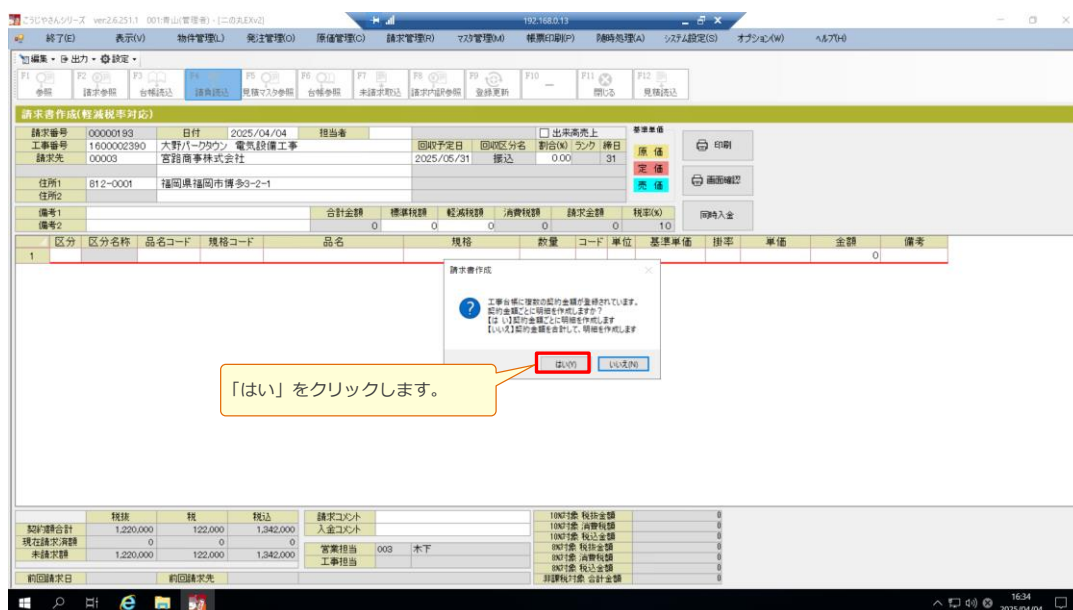 こうじやさんシリーズ ver.2.6.251.1 001:青山(管理者) - [二の丸EXv2]
192.168.0.13
終了(E) 表示(V) 物件管理(L) 発注管理(O) 原価管理(C) 請求管理(R) マスタ管理(M) 帳票印刷(P) 随時処理(A) システム設定(S) オプション(W) ヘルプ(H)
編集 出力 設定
F1 参照 F2 請求参照 F3 台帳読込 F4 請負読込 F5 見積マスタ参照 F6 台帳参照 F7 未請求取込 F8 請求内訳参照 F9 登録更新 F10 F11 閉じる F12 見積読込
請求書作成(軽減税率対応)
請求番号 00000193 日付 2025/04/04 担当者 出来高売上 基準単価
工事番号 1600002390 大野パークタウン 電気設備工事 回収予定日 回収区分名 割合(%) ランク 締日 原価 印刷
請求先 00003 宮路商事株式会社 2025/05/31 振込 0.00 31
定価
住所1 812-0001 福岡県福岡市博多3-2-1 売価 画面確認
住所2
備考1 合計金額 標準税額 軽減税額 消費税額 請求金額 税率(%) 同時入金
備考2 0 0 0 0 0 10
区分 区分名称 品名コード 規格コード 品名 規格 数量 コード 単位 基準単価 掛率 単価 金額 備考
1 0
請求書作成
工事台帳に複数の契約金額が登録されています。
契約金額ごとに明細を作成しますか?
【は い】契約金額ごとに明細を作成します
【いいえ】契約金額を合計して、明細を作成します
はい(Y) いいえ(N)
「はい」をクリックします。
税抜 税 税込 請求コメント 10%対象 税抜金額 0
契約額合計 1,220,000 122,000 1,342,000 入金コメント 10%対象 消費税額 0
現在請求済額 0 0 0 10%対象 税込金額 0
未請求額 1,220,000 122,000 1,342,000 営業担当 003 木下 8%対象 税抜金額 0
工事担当 8%対象 消費税額 0
8%対象 税込金額 0
前回請求日 前回請求先 非課税対象 合計金額 0
16:34
2025/04/04